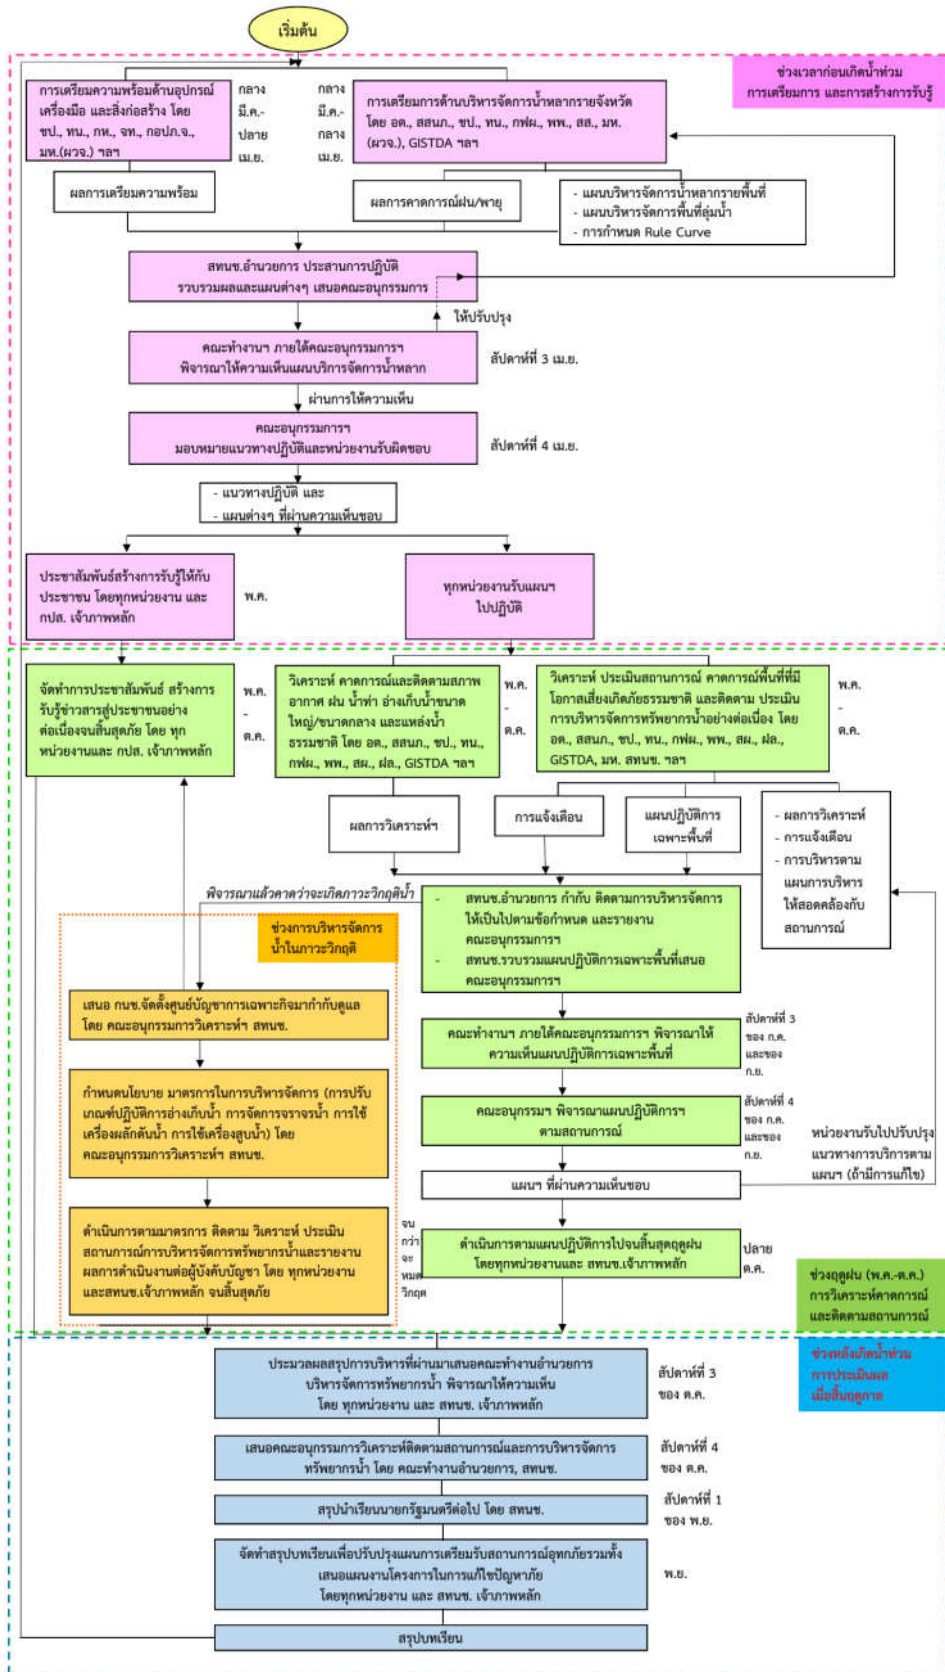 เริ่มต้น
ช่วงเวลาก่อนเกิดน้ำท่วม
การเตรียมการ และการสร้างการรับรู้
การเตรียมความพร้อมด้านอุปกรณ์
เครื่องมือ และสิ่งก่อสร้าง โดย
ชป., ทน., กห., จท., กอปภ.จ.,
มท.(ผวจ.) ฯลฯ
กลาง
มี.ค.-
ปลาย
เม.ย.
กลาง
มี.ค.-
กลาง
เม.ย.
การเตรียมการด้านบริหารจัดการน้ำหลากรายจังหวัด
โดย อต., สสนก., ชป., ทน., กฟผ., พพ., สส., มท.
(ผวจ.), GISTDA ฯลฯ
ผลการเตรียมความพร้อม
ผลการคาดการณ์ฝน/พายุ
- แผนบริหารจัดการน้ำหลากรายพื้นที่
- แผนบริหารจัดการพื้นที่ลุ่มน้ำ
- การกำหนด Rule Curve
สทนช.อำนวยการ ประสานการปฏิบัติ
รวบรวมผลและแผนต่างๆ เสนอคณะอนุกรรมการ
ให้ปรับปรุง
คณะทำงานฯ ภายใต้คณะอนุกรรมการฯ
พิจารณาให้ความเห็นแผนบริการจัดการน้ำหลาก
สัปดาห์ที่ 3 เม.ย.
ผ่านการให้ความเห็น
คณะอนุกรรมการฯ
มอบหมายแนวทางปฏิบัติและหน่วยงานรับผิดชอบ
สัปดาห์ที่ 4 เม.ย.
- แนวทางปฏิบัติ และ
- แผนต่างๆ ที่ผ่านความเห็นชอบ
ประชาสัมพันธ์สร้างการรับรู้ให้กับ
ประชาชน โดยทุกหน่วยงาน และ
กปส. เจ้าภาพหลัก
พ.ค.
ทุกหน่วยงานรับแผนฯ
ไปปฏิบัติ
จัดทำการประชาสัมพันธ์ สร้างการ
รับรู้ข่าวสารสู่ประชาชนอย่าง
ต่อเนื่องจนสิ้นสุดภัย โดย ทุก
หน่วยงานและ กปส. เจ้าภาพหลัก
พ.ค.
-
ต.ค.
วิเคราะห์ คาดการณ์และติดตามสภาพ
อากาศ ฝน น้ำท่า อ่างเก็บน้ำขนาด
ใหญ่/ขนาดกลาง และแหล่งน้ำ
ธรรมชาติ โดย อต., สสนก., ชป., ทน.,
กฟผ., พพ., สผ., ฝล., GISTDA ฯลฯ
พ.ค.
-
ต.ค.
วิเคราะห์ ประเมินสถานการณ์ คาดการณ์พื้นที่ที่มี
โอกาสเสี่ยงเกิดภัยธรรมชาติ และติดตาม ประเมิน
การบริหารจัดการทรัพยากรน้ำอย่างต่อเนื่อง โดย
อต., สสนก., ชป., ทน., กฟผ., พพ., สผ., ฝล.,
GISTDA, มท. สทนช. ฯลฯ
พ.ค.
-
ต.ค.
ผลการวิเคราะห์ฯ
การแจ้งเตือน
แผนปฏิบัติการ
เฉพาะพื้นที่
- ผลการวิเคราะห์
- การแจ้งเตือน
- การบริหารตาม
แผนการบริหาร
ให้สอดคล้องกับ
สถานการณ์
พิจารณาแล้วคาดว่าจะเกิดภาวะวิกฤติน้ำ
- สทนช.อำนวยการ กำกับ ติดตามการบริหารจัดการ
ให้เป็นไปตามข้อกำหนด และรายงาน
คณะอนุกรรมการฯ
- สทนช.รวบรวมแผนปฏิบัติการเฉพาะพื้นที่เสนอ
คณะอนุกรรมการฯ
ช่วงการบริหารจัดการ
น้ำในภาวะวิกฤติ
เสนอ กนช.จัดตั้งศูนย์บัญชาการเฉพาะกิจมากำกับดูแล
โดย คณะอนุกรรมการวิเคราะห์ฯ สทนช.
คณะทำงานฯ ภายใต้คณะอนุกรรมการฯ พิจารณาให้
ความเห็นแผนปฏิบัติการเฉพาะพื้นที่
สัปดาห์ที่ 3
ของ ก.ค.
และของ
ก.ย.
กำหนดนโยบาย มาตรการในการบริหารจัดการ (การปรับ
เกณฑ์ปฏิบัติการอ่างเก็บน้ำ การจัดการจราจรน้ำ การใช้
เครื่องผลักดันน้ำ การใช้เครื่องสูบน้ำ) โดย
คณะอนุกรรมการวิเคราะห์ฯ สทนช.
คณะอนุกรรมฯ พิจารณาแผนปฏิบัติการฯ
ตามสถานการณ์
สัปดาห์ที่ 4
ของ ก.ค.
และของ
ก.ย.
หน่วยงานรับไปปรับปรุง
แนวทางการบริการตาม
แผนฯ (ถ้ามีการแก้ไข)
แผนฯ ที่ผ่านความเห็นชอบ
ดำเนินการตามมาตรการ ติดตาม วิเคราะห์ ประเมิน
สถานการณ์การบริหารจัดการทรัพยากรน้ำและรายงาน
ผลการดำเนินงานต่อผู้บังคับบัญชา โดย ทุกหน่วยงาน
และสทนช.เจ้าภาพหลัก จนสิ้นสุดภัย
จน
กว่า
จะ
หมด
วิกฤต
ดำเนินการตามแผนปฏิบัติการไปจนสิ้นสุดฤดูฝน
โดยทุกหน่วยงานและ สทนช.เจ้าภาพหลัก
ปลาย
ต.ค.
ช่วงฤดูฝน (พ.ค.-ต.ค.)
การวิเคราะห์คาดการณ์
และติดตามสถานการณ์
ช่วงหลังเกิดน้ำท่วม
การประเมินผล
เมื่อสิ้นฤดูกาล
ประมวลผลสรุปการบริหารที่ผ่านมาเสนอคณะทำงานอำนวยการ
บริหารจัดการทรัพยากรน้ำ พิจารณาให้ความเห็น
โดย ทุกหน่วยงาน และ สทนช. เจ้าภาพหลัก
สัปดาห์ที่ 3
ของ ต.ค.
เสนอคณะอนุกรรมการวิเคราะห์ติดตามสถานการณ์และการบริหารจัดการ
ทรัพยากรน้ำ โดย คณะทำงานอำนวยการ, สทนช.
สัปดาห์ที่ 4
ของ ต.ค.
สรุปนำเรียนนายกรัฐมนตรีต่อไป โดย สทนช.
สัปดาห์ที่ 1
ของ พ.ย.
จัดทำสรุปบทเรียนเพื่อปรับปรุงแผนการเตรียมรับสถานการณ์อุทกภัยรวมทั้ง
เสนอแผนงานโครงการในการแก้ไขปัญหาภัย
โดยทุกหน่วยงาน และ สทนช. เจ้าภาพหลัก
พ.ย.
สรุปบทเรียน